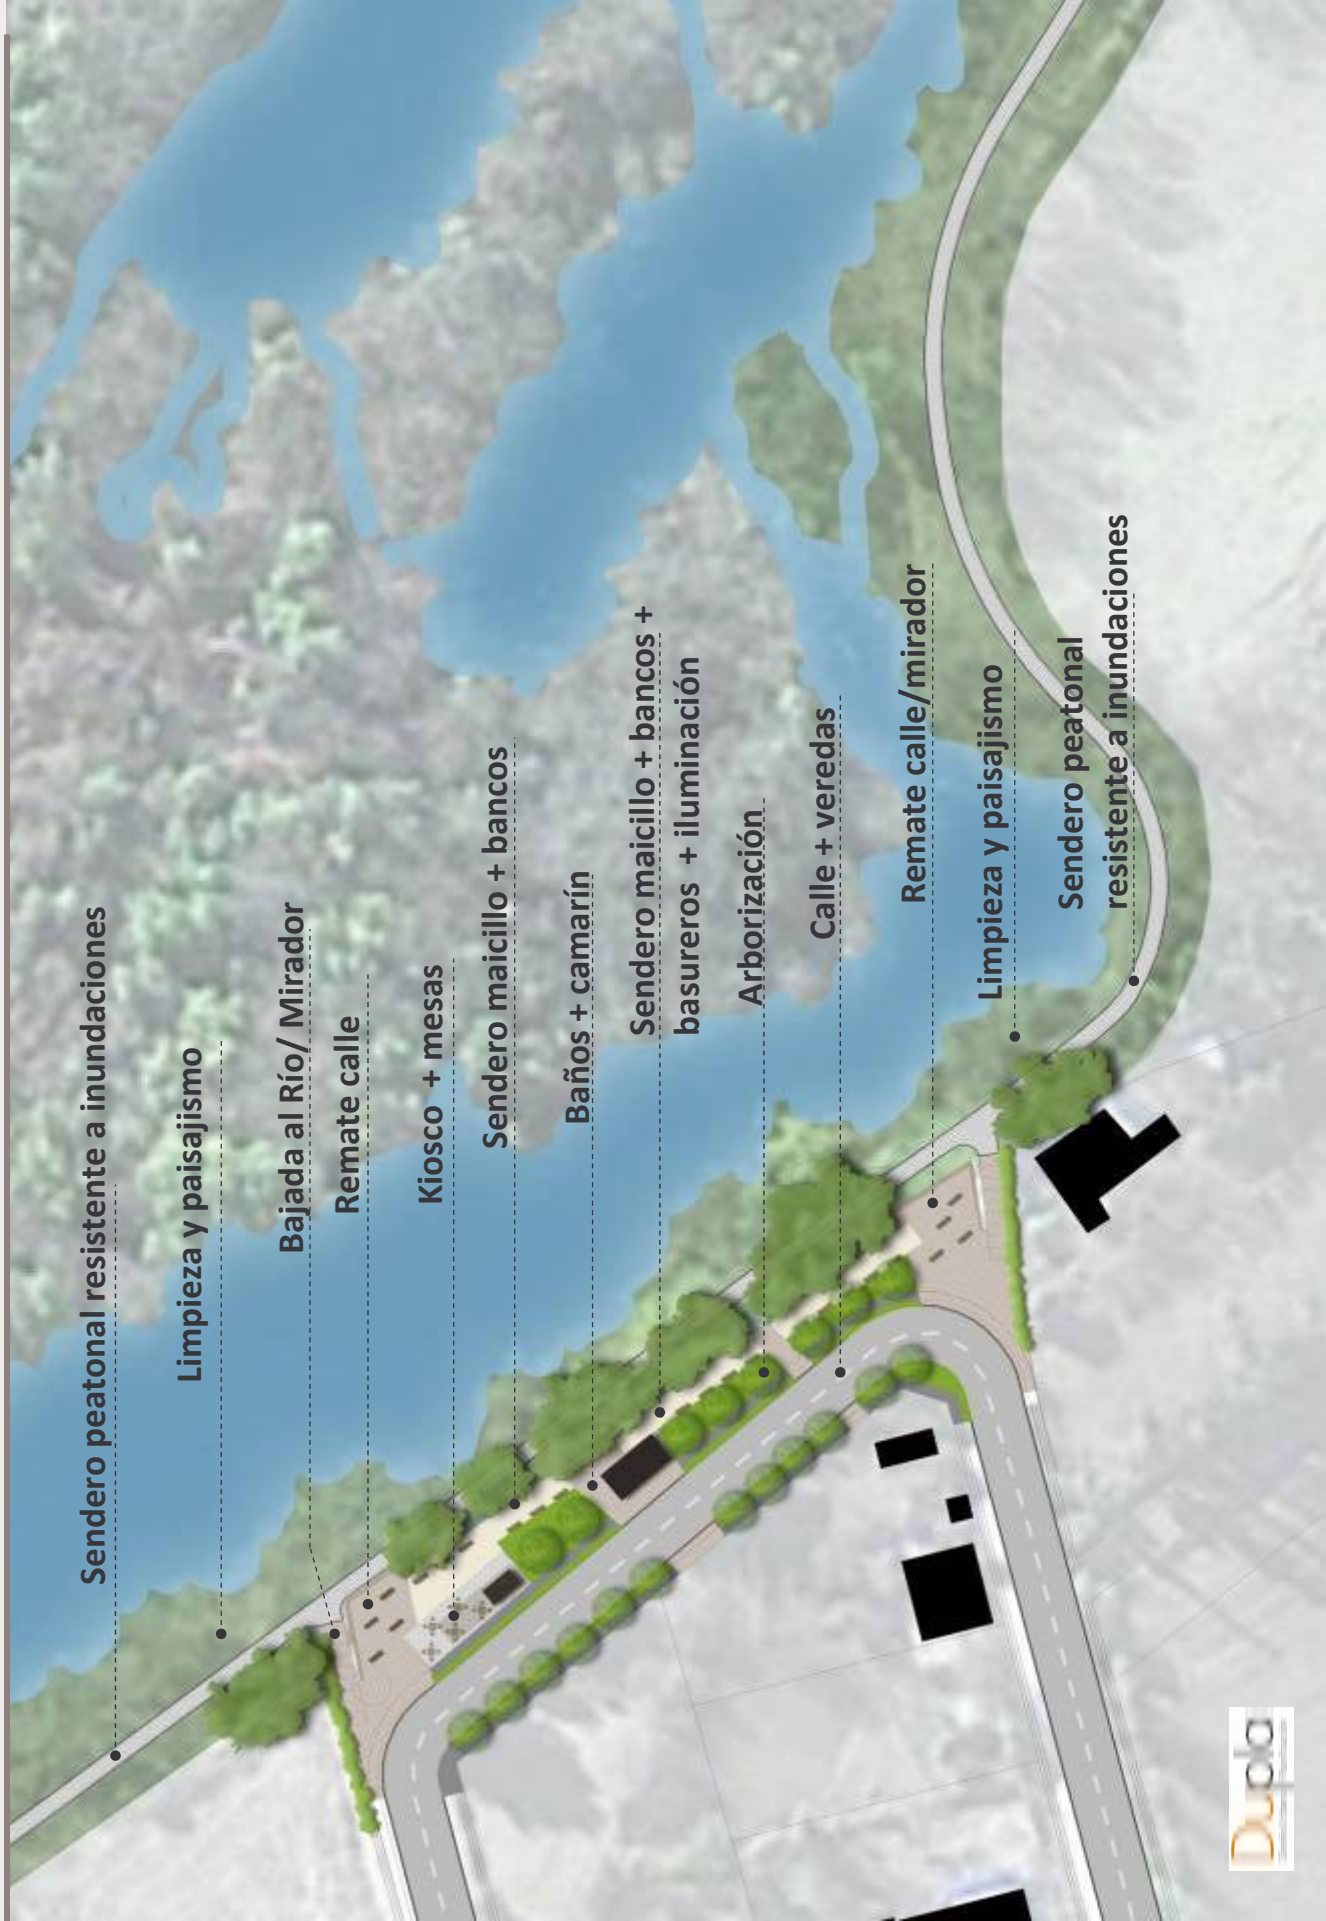 Sendero peatonal resistente a inundaciones
Limpieza y paisajismo
Bajada al Río/ Mirador
Remate calle
Kiosco + mesas
Sendero maicillo + bancos
Baños + camarín
Sendero maicillo + bancos +
basureros + iluminación
Arborización
Calle + veredas
Remate calle/mirador
Limpieza y paisajismo
Sendero peatonal
resistente a inundaciones
Dupla